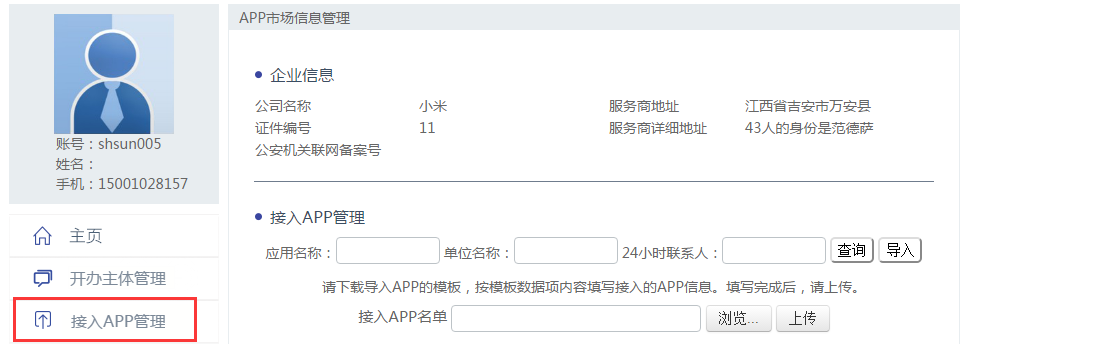 账号：shsun005
姓名：
手机：15001028157
主页
开办主体管理
接入APP管理
APP市场信息管理
企业信息
公司名称 小米 服务商地址 江西省吉安市万安县
证件编号 11 服务商详细地址 43人的身份是范德萨
公安机关联网备案号
接入APP管理
应用名称： 单位名称： 24小时联系人： 查询 导入
请下载导入APP的模板，按模板数据项内容填写接入的APP信息。填写完成后，请上传。
接入APP名单 浏览... 上传